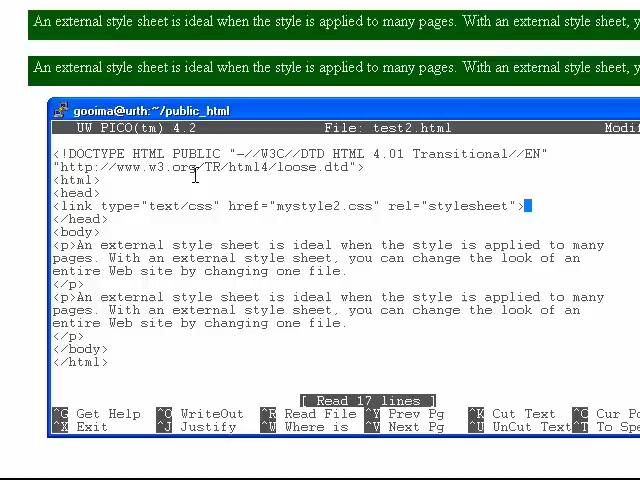 An external style sheet is ideal when the style is applied to many pages. With an external style sheet, y
An external style sheet is ideal when the style is applied to many pages. With an external style sheet, y
gooima@urth:~/public_html
UW PICO(tm) 4.2 File: test2.html Modif
<!DOCTYPE HTML PUBLIC "-//W3C//DTD HTML 4.01 Transitional//EN"
"http://www.w3.org/TR/html4/loose.dtd">
<html>
<head>
<link type="text/css" href="mystyle2.css" rel="stylesheet">
</head>
<body>
<p>An external style sheet is ideal when the style is applied to many
pages. With an external style sheet, you can change the look of an
entire Web site by changing one file.
</p>
<p>An external style sheet is ideal when the style is applied to many
pages. With an external style sheet, you can change the look of an
entire Web site by changing one file.
</p>
</body>
</html>
[ Read 17 lines ]
^G Get Help ^O WriteOut ^R Read File ^Y Prev Pg ^K Cut Text ^C Cur Po
^X Exit ^J Justify ^W Where is ^V Next Pg ^U UnCut Text ^T To Spe